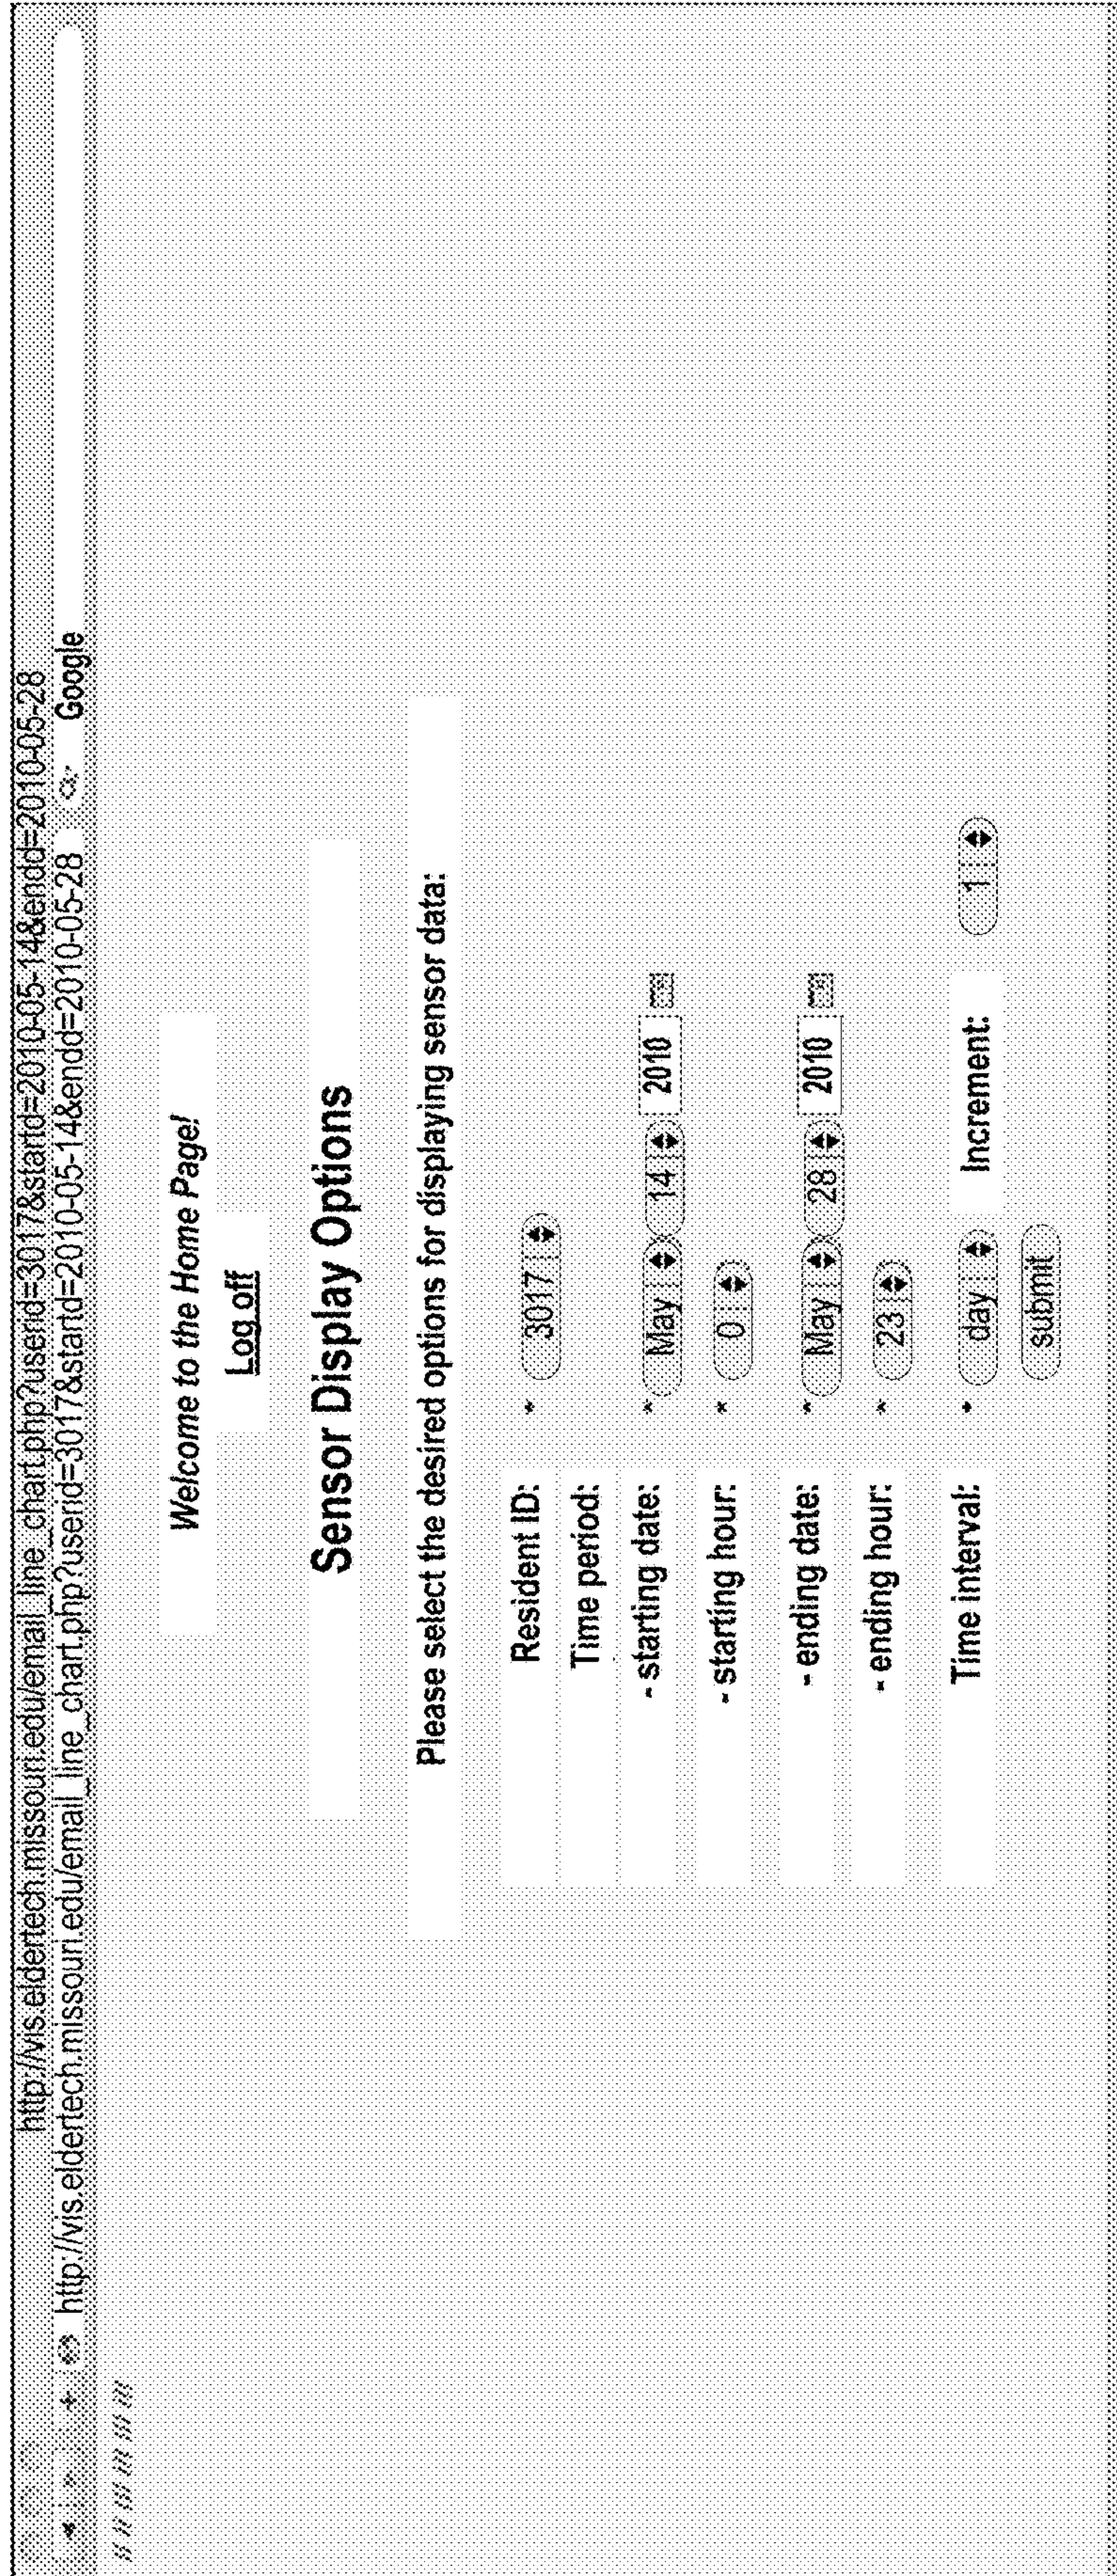 http://vis.eldertech.missouri.edu/email_line_chart.php?userid=3017&startd=2010-05-14&endd=2010-05-28
http://vis.eldertech.missouri.edu/email_line_chart.php?userid=3017&startd=2010-05-14&endd=2010-05-28 Google
Welcome to the Home Page!
Log off
Sensor Display Options
Please select the desired options for displaying sensor data:
Resident ID: * 3017
Time period:
- starting date: * May 14 2010
- starting hour: * 0
- ending date: * May 28 2010
- ending hour: * 23
Time interval: * day Increment: 1
submit